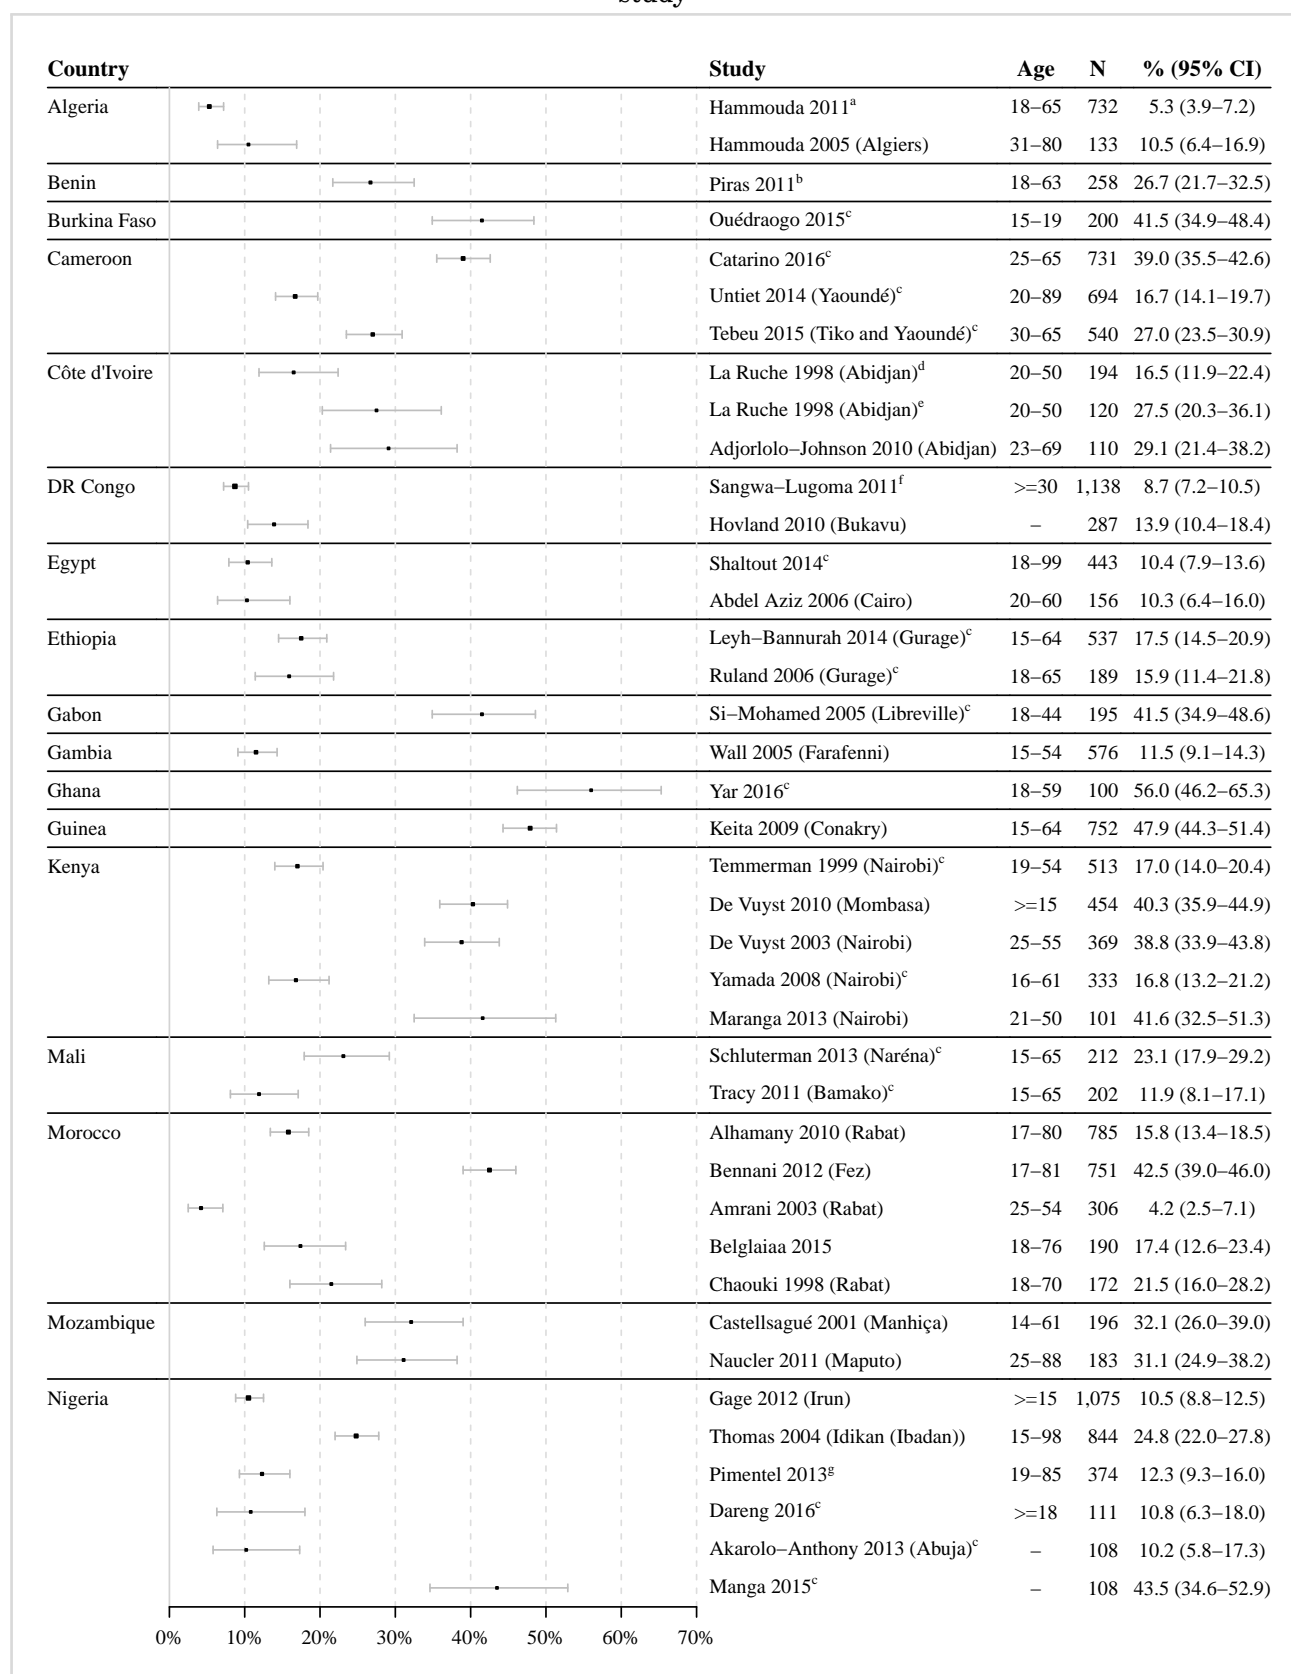 study
Country Study Age N % (95% CI)
Algeria Hammouda 2011a 18−65 732 5.3 (3.9−7.2)
Hammouda 2005 (Algiers) 31−80 133 10.5 (6.4−16.9)
Benin Piras 2011b 18−63 258 26.7 (21.7−32.5)
Burkina Faso Ouédraogo 2015c 15−19 200 41.5 (34.9−48.4)
Cameroon Catarino 2016c 25−65 731 39.0 (35.5−42.6)
Untiet 2014 (Yaoundé)c 20−89 694 16.7 (14.1−19.7)
Tebeu 2015 (Tiko and Yaoundé)c 30−65 540 27.0 (23.5−30.9)
Côte d'Ivoire La Ruche 1998 (Abidjan)d 20−50 194 16.5 (11.9−22.4)
La Ruche 1998 (Abidjan)e 20−50 120 27.5 (20.3−36.1)
Adjorlolo−Johnson 2010 (Abidjan) 23−69 110 29.1 (21.4−38.2)
DR Congo Sangwa−Lugoma 2011f >=30 1,138 8.7 (7.2−10.5)
Hovland 2010 (Bukavu) − 287 13.9 (10.4−18.4)
Egypt Shaltout 2014c 18−99 443 10.4 (7.9−13.6)
Abdel Aziz 2006 (Cairo) 20−60 156 10.3 (6.4−16.0)
Ethiopia Leyh−Bannurah 2014 (Gurage)c 15−64 537 17.5 (14.5−20.9)
Ruland 2006 (Gurage)c 18−65 189 15.9 (11.4−21.8)
Gabon Si−Mohamed 2005 (Libreville)c 18−44 195 41.5 (34.9−48.6)
Gambia Wall 2005 (Farafenni) 15−54 576 11.5 (9.1−14.3)
Ghana Yar 2016c 18−59 100 56.0 (46.2−65.3)
Guinea Keita 2009 (Conakry) 15−64 752 47.9 (44.3−51.4)
Kenya Temmerman 1999 (Nairobi)c 19−54 513 17.0 (14.0−20.4)
De Vuyst 2010 (Mombasa) >=15 454 40.3 (35.9−44.9)
De Vuyst 2003 (Nairobi) 25−55 369 38.8 (33.9−43.8)
Yamada 2008 (Nairobi)c 16−61 333 16.8 (13.2−21.2)
Maranga 2013 (Nairobi) 21−50 101 41.6 (32.5−51.3)
Mali Schluterman 2013 (Naréna)c 15−65 212 23.1 (17.9−29.2)
Tracy 2011 (Bamako)c 15−65 202 11.9 (8.1−17.1)
Morocco Alhamany 2010 (Rabat) 17−80 785 15.8 (13.4−18.5)
Bennani 2012 (Fez) 17−81 751 42.5 (39.0−46.0)
Amrani 2003 (Rabat) 25−54 306 4.2 (2.5−7.1)
Belglaiaa 2015 18−76 190 17.4 (12.6−23.4)
Chaouki 1998 (Rabat) 18−70 172 21.5 (16.0−28.2)
Mozambique Castellsagué 2001 (Manhiça) 14−61 196 32.1 (26.0−39.0)
Naucler 2011 (Maputo) 25−88 183 31.1 (24.9−38.2)
Nigeria Gage 2012 (Irun) >=15 1,075 10.5 (8.8−12.5)
Thomas 2004 (Idikan (Ibadan)) 15−98 844 24.8 (22.0−27.8)
Pimentel 2013g 19−85 374 12.3 (9.3−16.0)
Dareng 2016c >=18 111 10.8 (6.3−18.0)
Akarolo−Anthony 2013 (Abuja)c − 108 10.2 (5.8−17.3)
Manga 2015c − 108 43.5 (34.6−52.9)
0% 10% 20% 30% 40% 50% 60% 70%